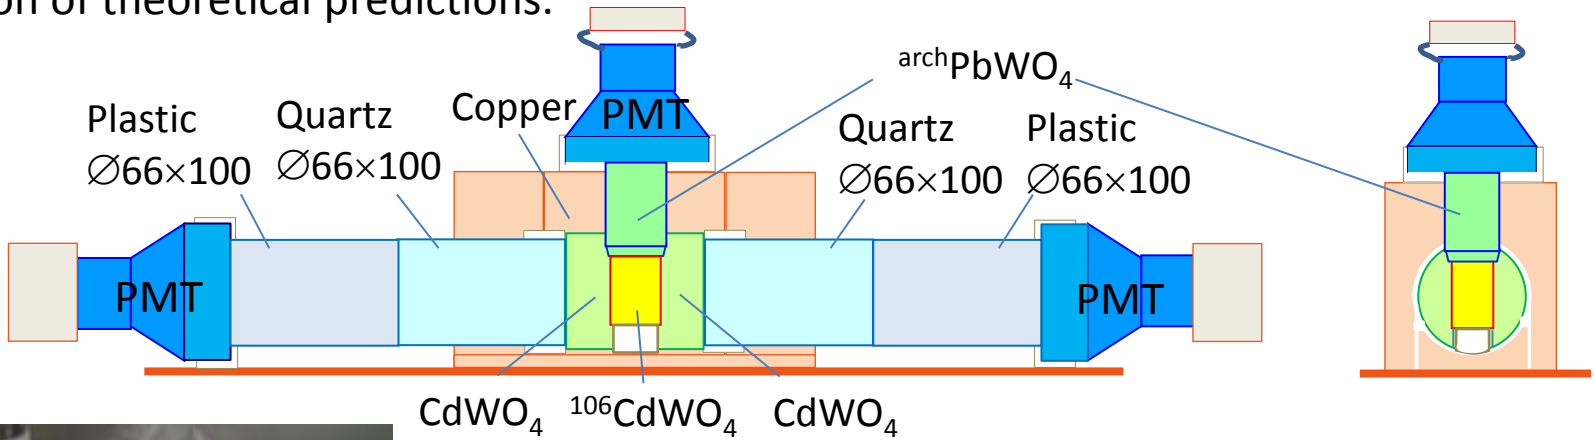 on of theoretical predictions.
archPbWO4
Plastic
∅66×100
Quartz
∅66×100
Copper
PMT
Quartz
∅66×100
Plastic
∅66×100
PMT
PMT
CdWO4
106CdWO4
CdWO4